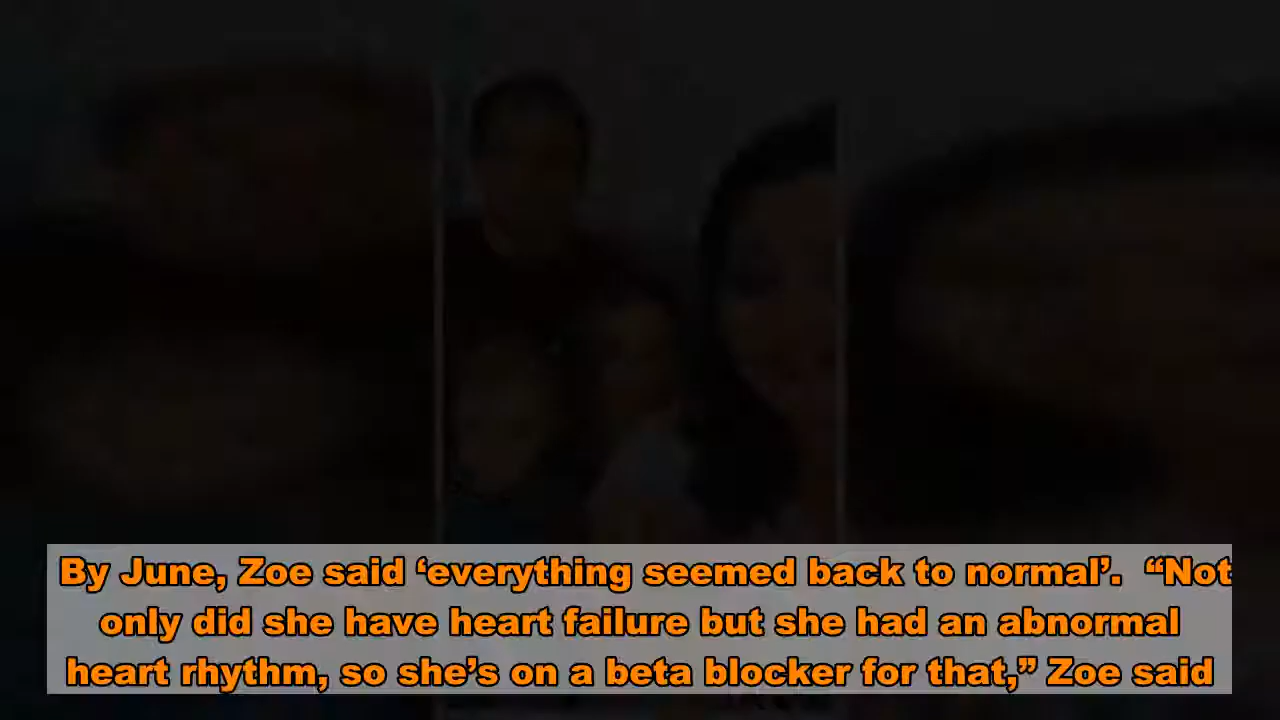 By June, Zoe said ‘everything seemed back to normal’.  “Not
only did she have heart failure but she had an abnormal
heart rhythm, so she’s on a beta blocker for that,” Zoe said